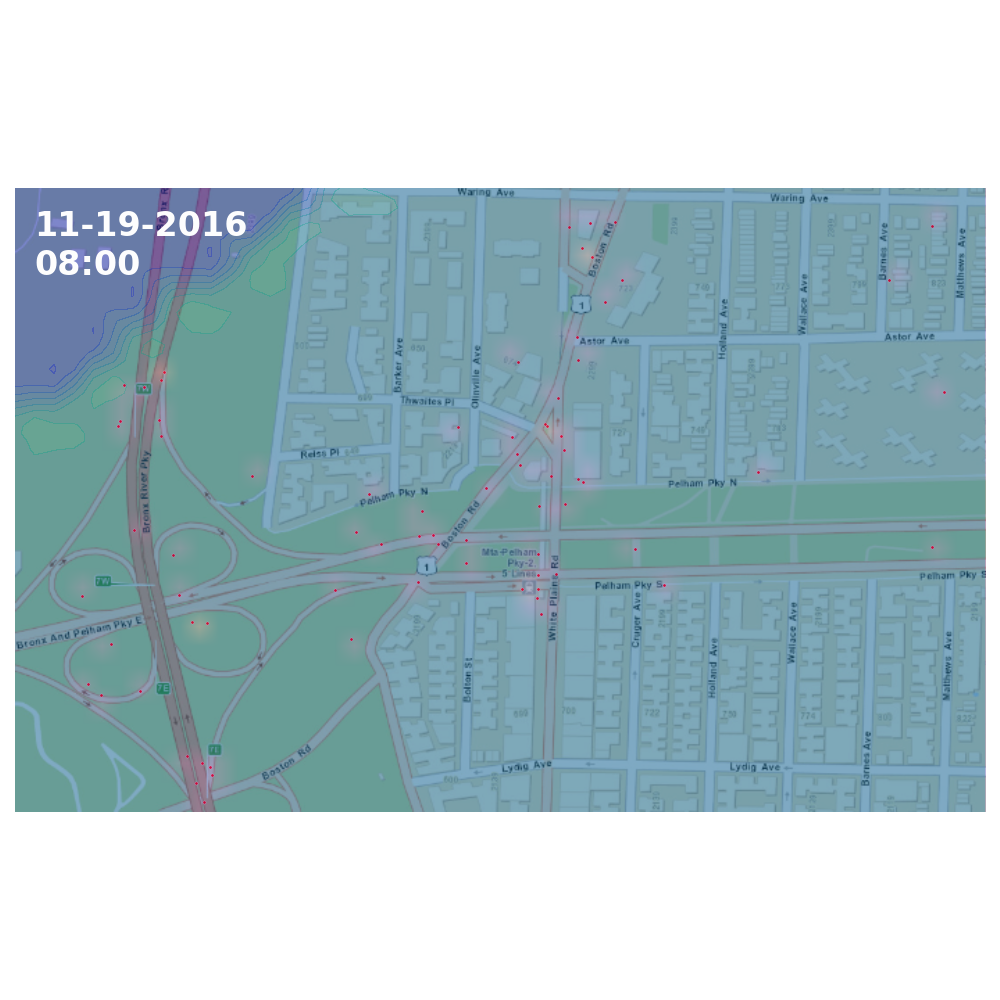 11-19-2016
08:00
Waring Ave
Waring Ave
Boston Rd
Barnes Ave
Matthews Ave
Wallace Ave
Holland Ave
1
Astor Ave
Astor Ave
Barker Ave
Olinville Ave
Thwaites Pl
Reiss Pl
Pelham Pky N
Pelham Pky N
Bronx River Pky
Boston Rd
1
Mta-Pelham
Pky-2,
5 Lines
White Plains Rd
Pelham Pky S
Pelham Pky S
7W
Bronx And Pelham Pky E
Cruger Ave
Holland Ave
Wallace Ave
Matthews Ave
Bolton St
7E
7E
Boston Rd
Lydig Ave
Lydig Ave
Barnes Ave